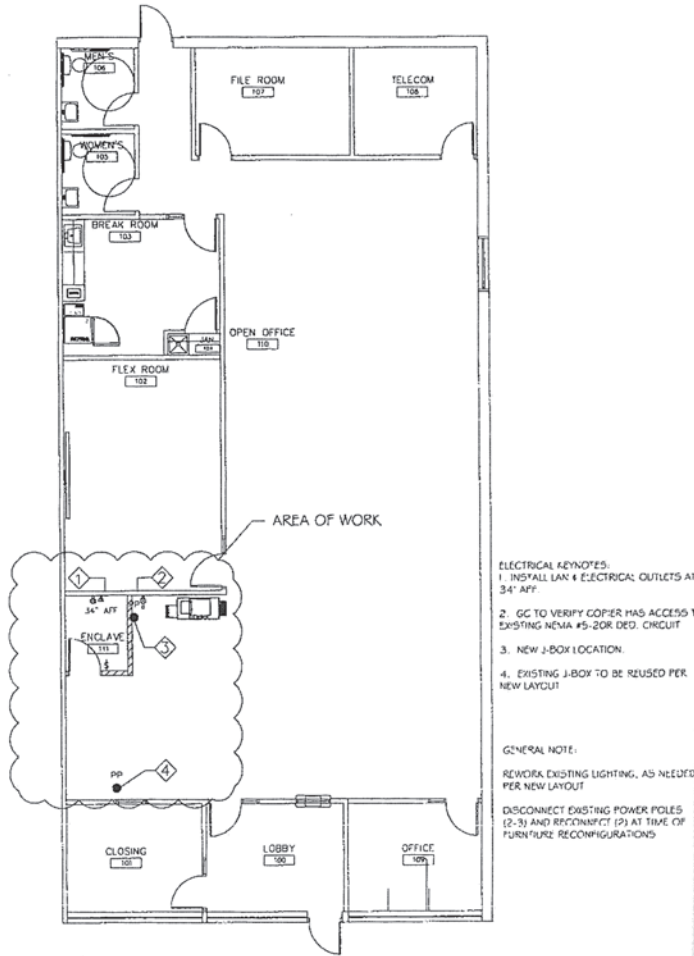 MEN'S
106
FILE ROOM
107
TELECOM
108
WOMEN'S
105
BREAK ROOM
103
OPEN OFFICE
110
JAN.
104
FLEX ROOM
102
AREA OF WORK
1
2
34" AFF
ENCLAVE
111
3
PP
4
CLOSING
101
LOBBY
100
OFFICE
109
ELECTRICAL KEYNOTES:
1. INSTALL LAN & ELECTRICAL OUTLETS AT
34" AFF.
2. GC TO VERIFY COPIER HAS ACCESS T
EXISTING NEMA #5-20R DED. CIRCUIT
3. NEW J-BOX LOCATION.
4. EXISTING J-BOX TO BE REUSED PER
NEW LAYOUT
GENERAL NOTE:
REWORK EXISTING LIGHTING, AS NEEDED
PER NEW LAYOUT
DISCONNECT EXISTING POWER POLES
(2-3) AND RECONNECT (2) AT TIME OF
FURNITURE RECONFIGURATIONS